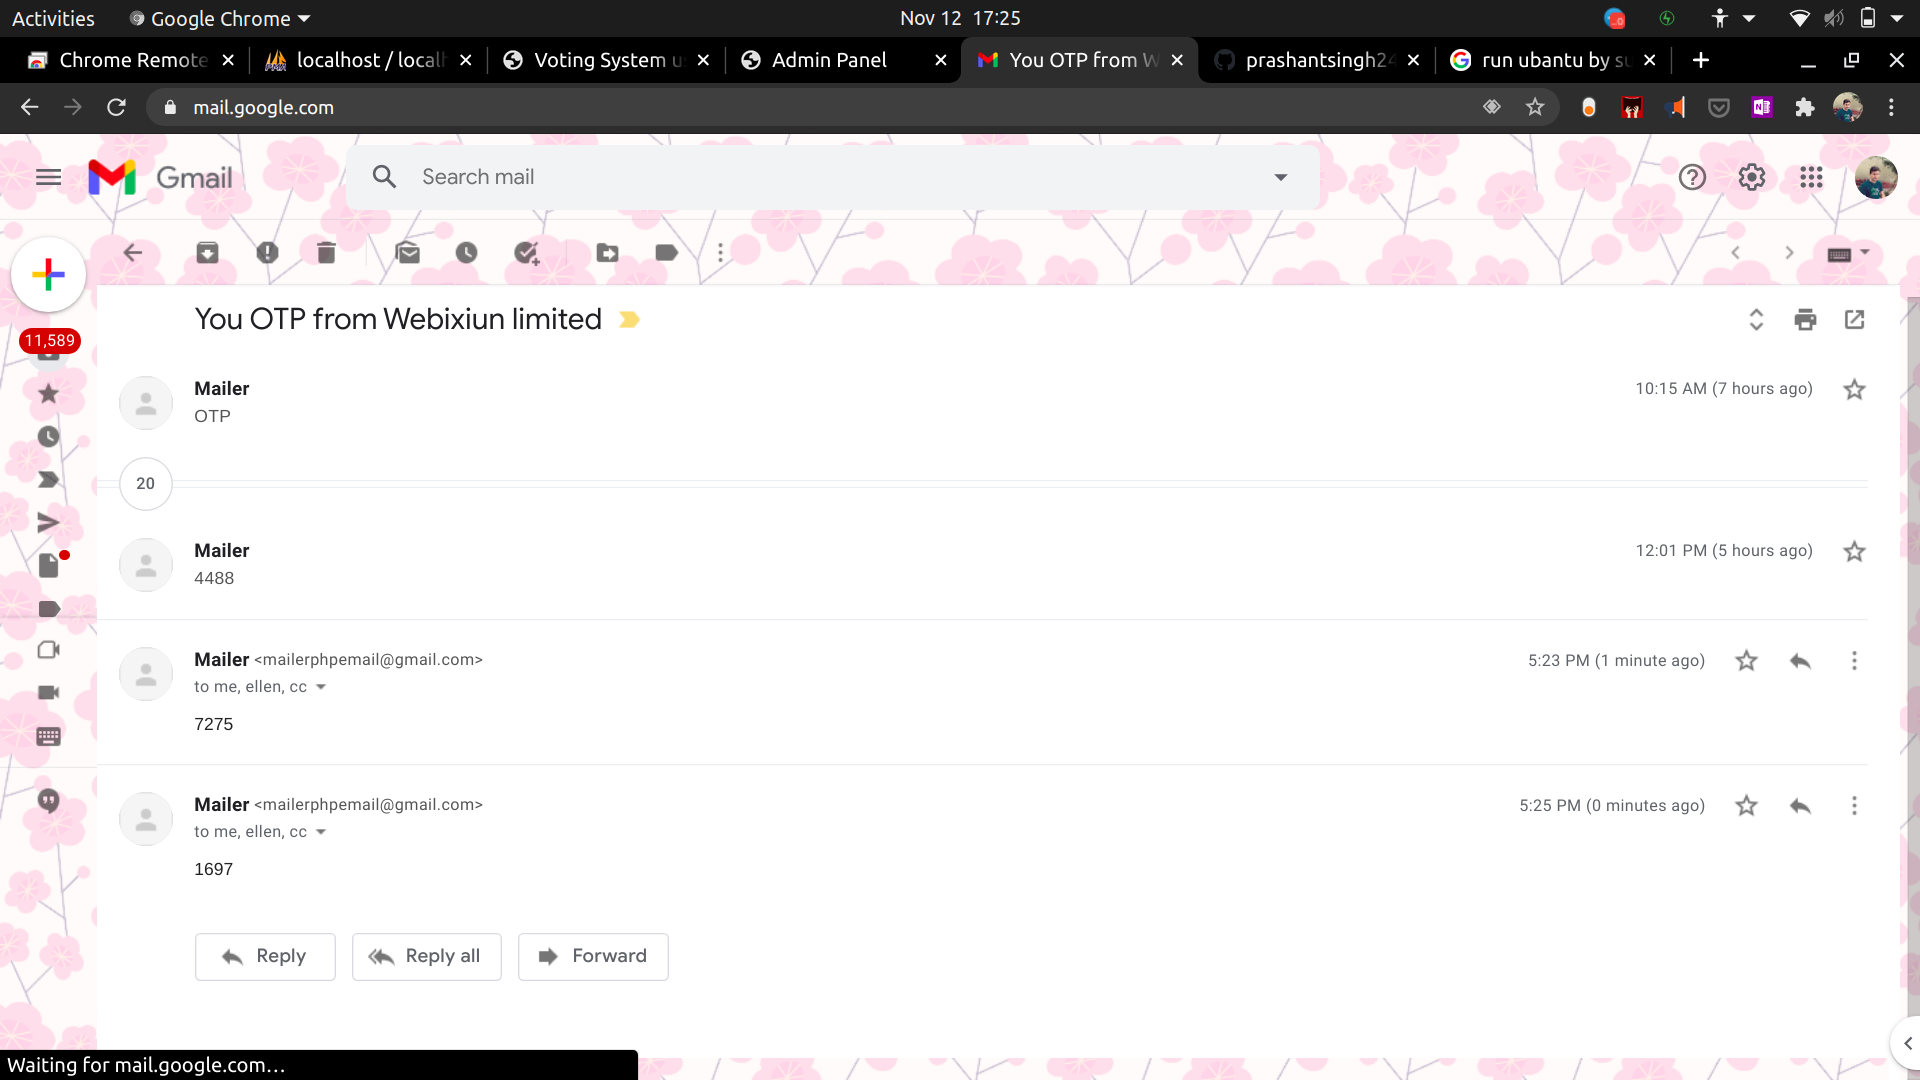 Activities
Google Chrome
Nov 12 17:25
Chrome Remote
localhost / local
Voting System u
Admin Panel
You OTP from W
prashantsingh24
run ubantu by su
mail.google.com
Gmail
Search mail
11,589
You OTP from Webixiun limited
Mailer
10:15 AM (7 hours ago)
OTP
20
Mailer
12:01 PM (5 hours ago)
4488
Mailer <mailerphpemail@gmail.com>
5:23 PM (1 minute ago)
to me, ellen, cc
7275
Mailer <mailerphpemail@gmail.com>
5:25 PM (0 minutes ago)
to me, ellen, cc
1697
Reply
Reply all
Forward
Waiting for mail.google.com...